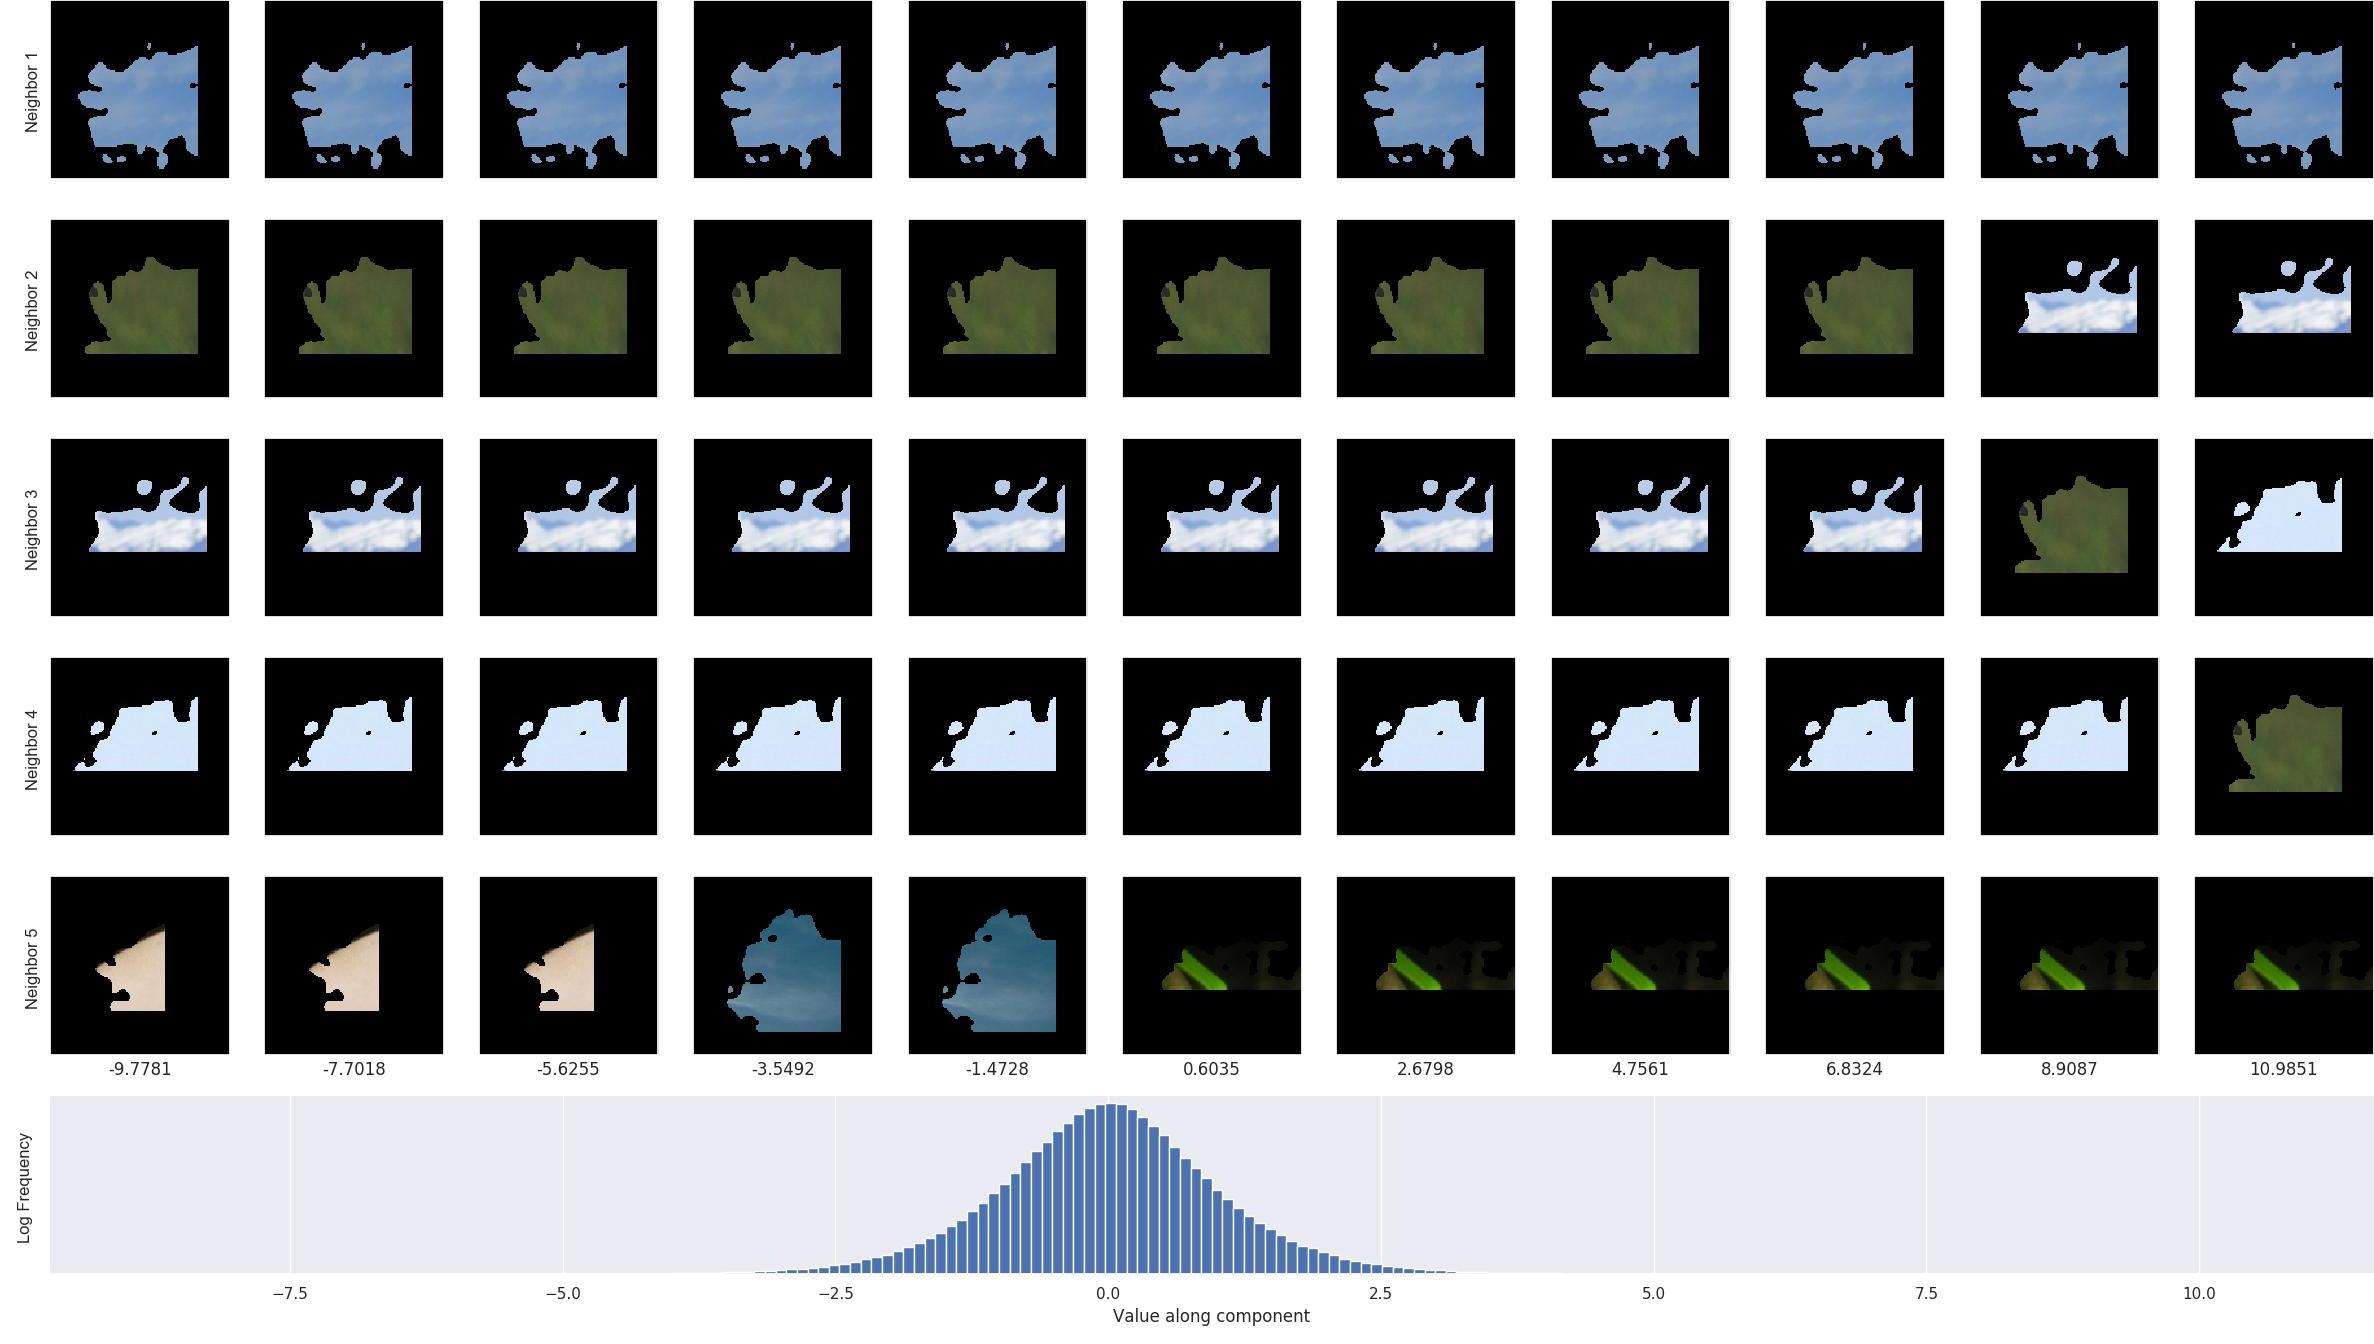 Neighbor 1
Neighbor 2
Neighbor 3
Neighbor 4
Neighbor 5
-9.7781 -7.7018 -5.6255 -3.5492 -1.4728 0.6035 2.6798 4.7561 6.8324 8.9087 10.9851
Log Frequency
−7.5 −5.0 −2.5 0.0 2.5 5.0 7.5 10.0
Value along component